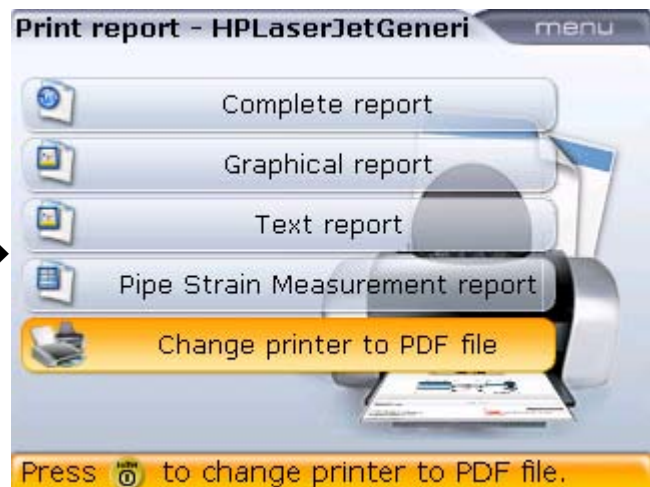 Print report - HPLaserJetGeneri
menu
Complete report
Graphical report
Text report
Pipe Strain Measurement report
Change printer to PDF file
Press to change printer to PDF file.